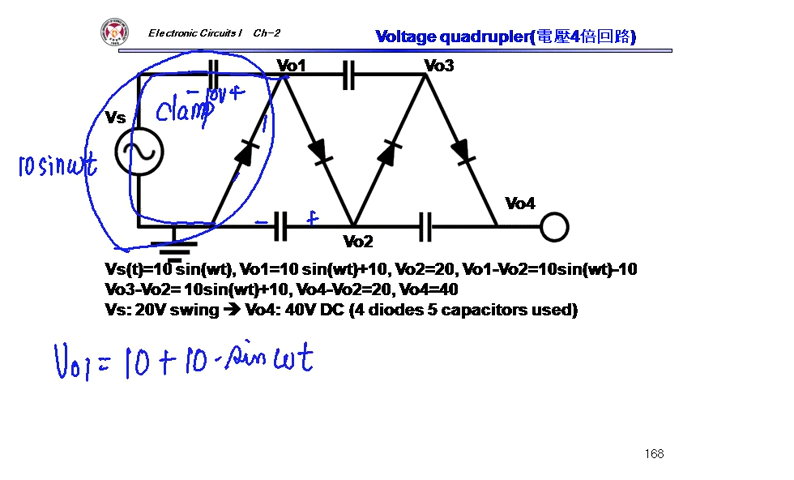 Electronic Circuits I Ch-2
Voltage quadrupler(電壓4倍回路)
Vo1
Vo3
- 10V +
clamp
Vs
10 sinωt
- +
Vo4
Vo2
Vs(t)=10 sin(wt), Vo1=10 sin(wt)+10, Vo2=20, Vo1-Vo2=10sin(wt)-10
Vo3-Vo2= 10sin(wt)+10, Vo4-Vo2=20, Vo4=40
Vs: 20V swing ➔ Vo4: 40V DC (4 diodes 5 capacitors used)
Vo1 = 10 + 10·sin ωt
168